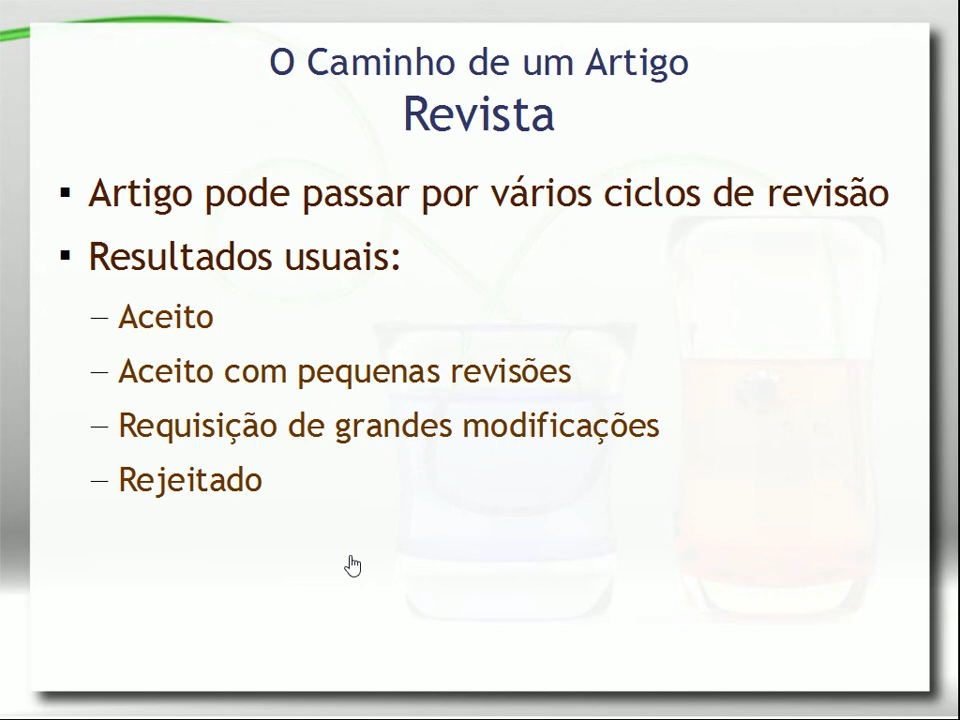 O Caminho de um Artigo
Revista
▪ Artigo pode passar por vários ciclos de revisão
▪ Resultados usuais:
– Aceito
– Aceito com pequenas revisões
– Requisição de grandes modificações
– Rejeitado